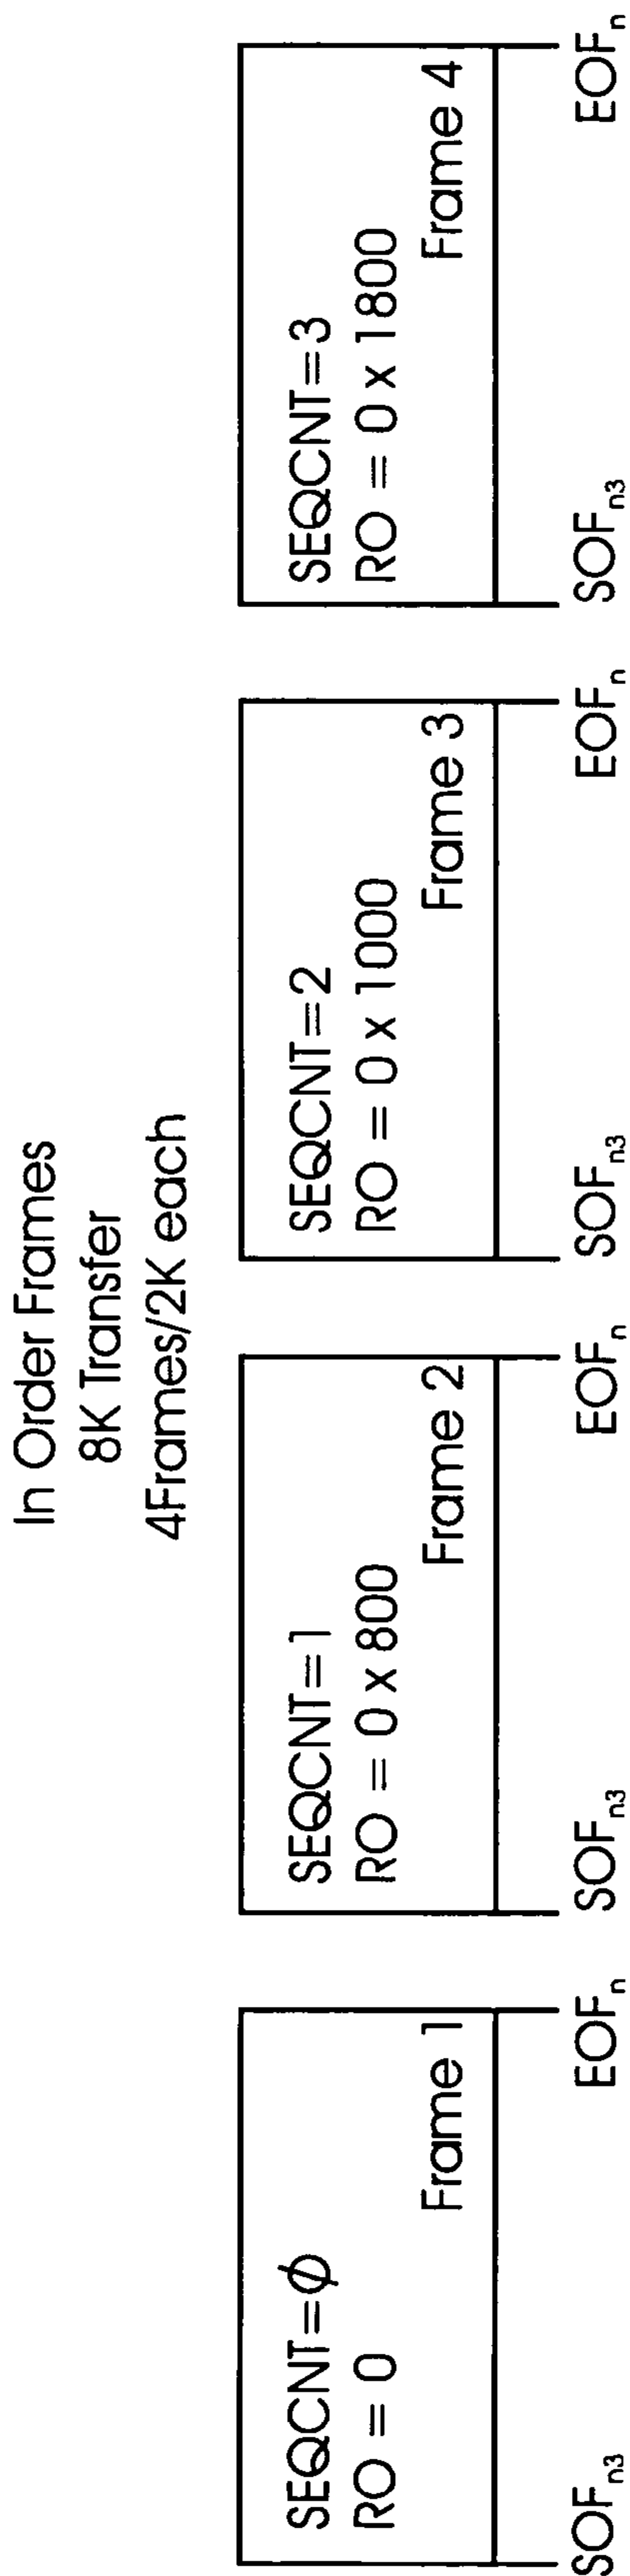 In Order Frames
8K Transfer
4Frames/2K each
SEQCNT=∅
RO = 0
Frame 1
SOFn3
EOFn
SEQCNT=1
RO = 0 x 800
Frame 2
SOFn3
EOFn
SEQCNT=2
RO = 0 x 1000
Frame 3
SOFn3
EOFn
SEQCNT=3
RO = 0 x 1800
Frame 4
SOFn3
EOFn